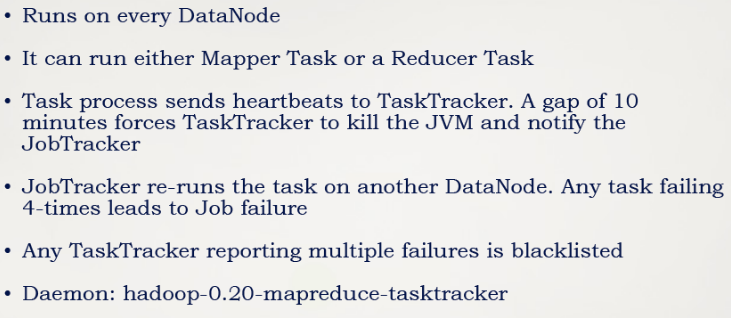 • Runs on every DataNode
• It can run either Mapper Task or a Reducer Task
• Task process sends heartbeats to TaskTracker. A gap of 10
minutes forces TaskTracker to kill the JVM and notify the
JobTracker
• JobTracker re-runs the task on another DataNode. Any task failing
4-times leads to Job failure
• Any TaskTracker reporting multiple failures is blacklisted
• Daemon: hadoop-0.20-mapreduce-tasktracker